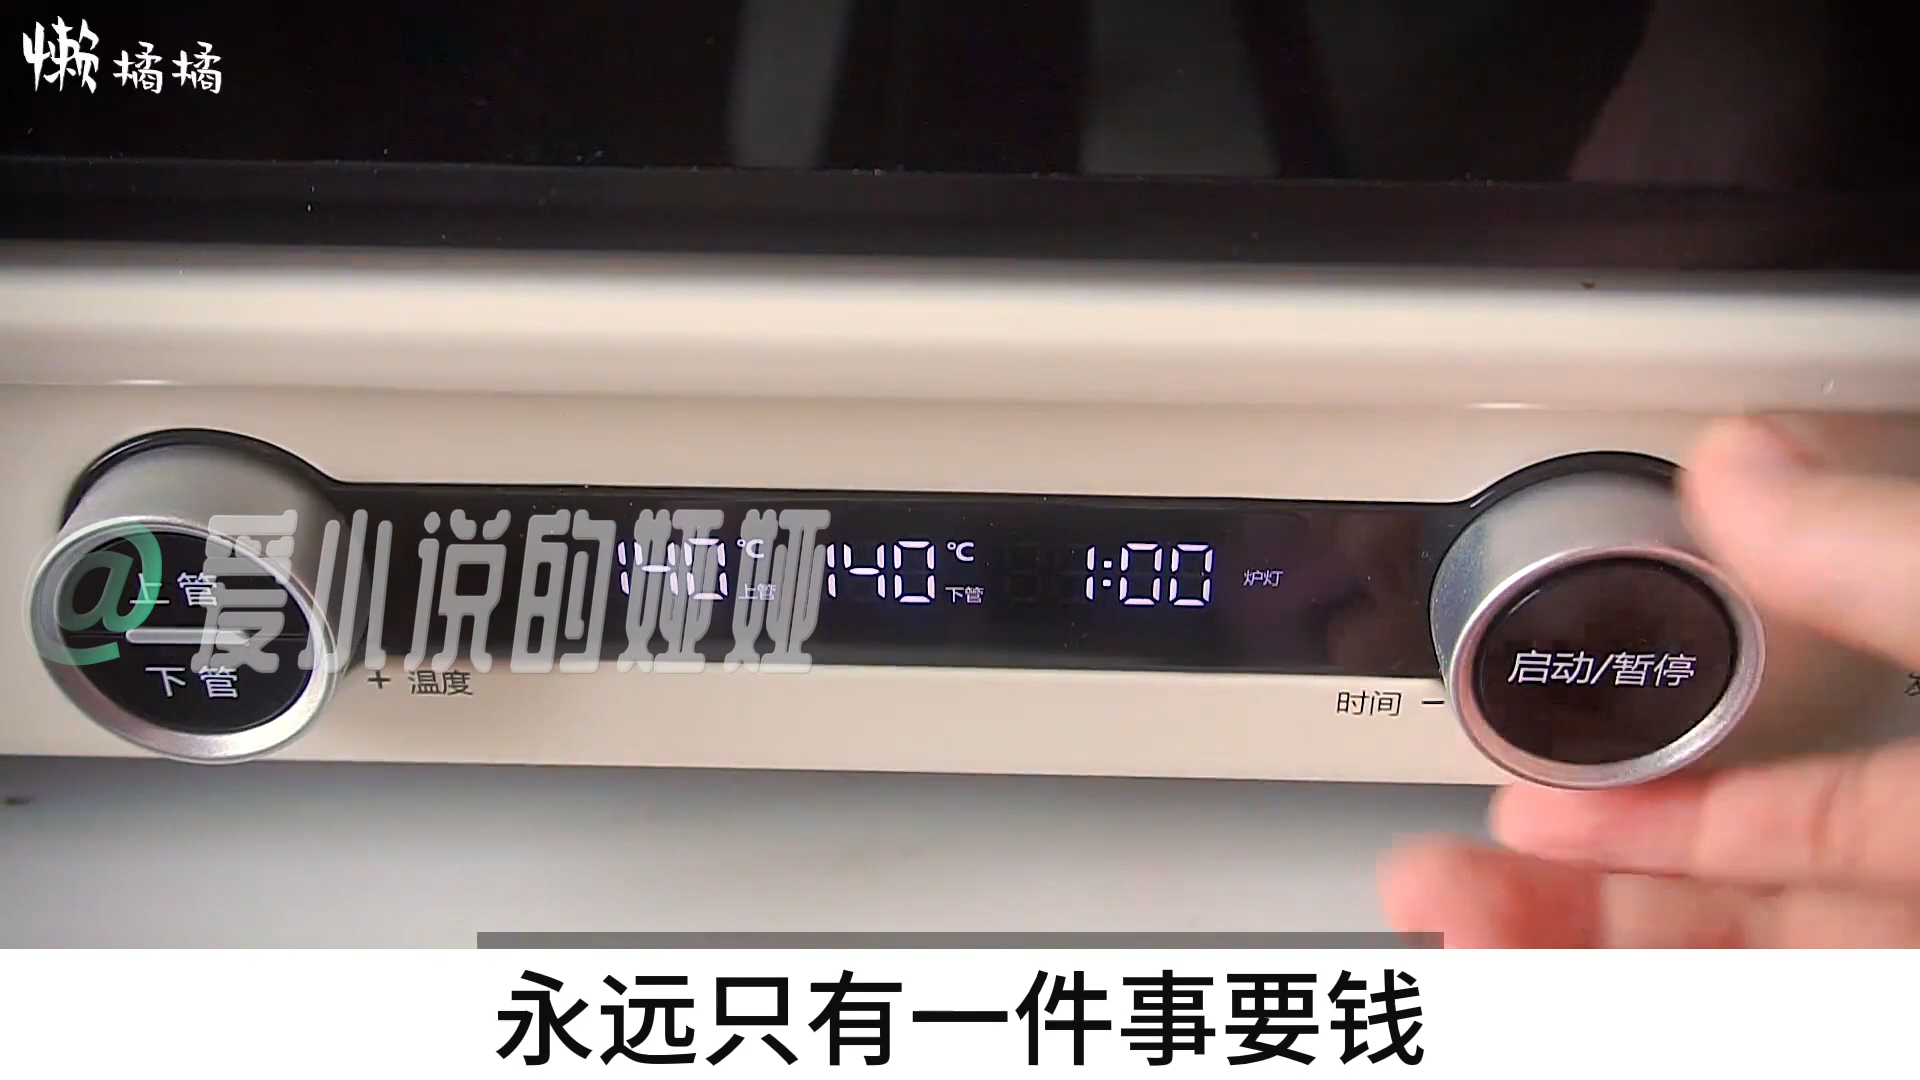 懒橘橘
@爱小说的娅娅
上管
下管
+ 温度
140℃ 上管 140℃ 下管 1:00 炉灯
时间 −
启动/暂停
永远只有一件事要钱